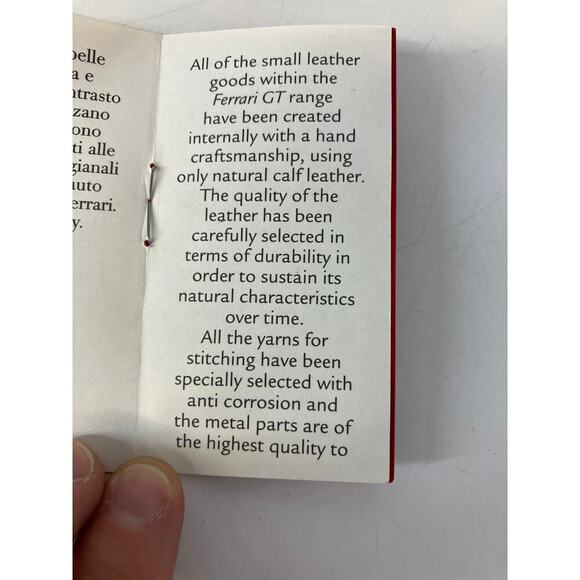 pelle
a e
ntrasto
zzano
ono
ti alle
gianali
auto
errari.
y.
All of the small leather
goods within the
Ferrari GT range
have been created
internally with a hand
craftsmanship, using
only natural calf leather.
The quality of the
leather has been
carefully selected in
terms of durability in
order to sustain its
natural characteristics
over time.
All the yarns for
stitching have been
specially selected with
anti corrosion and
the metal parts are of
the highest quality to